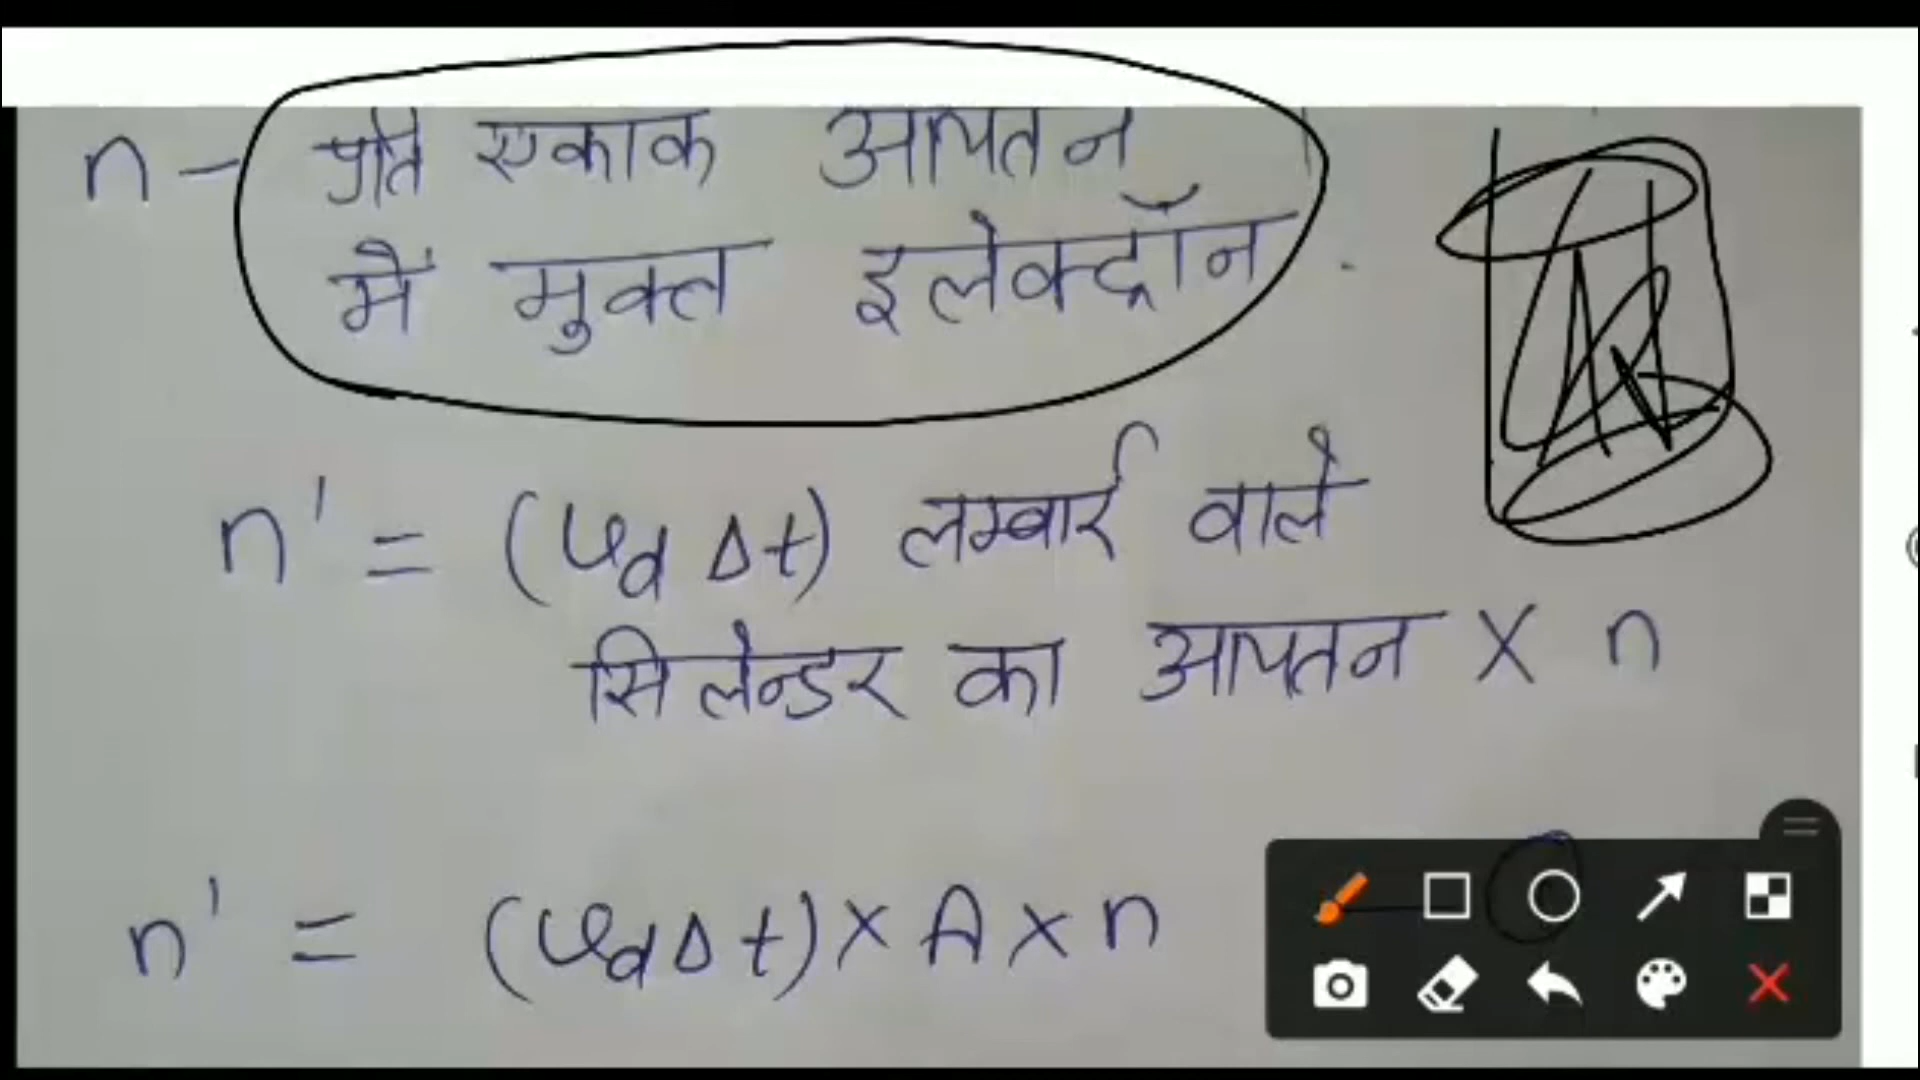 n - प्रति एकांक आयतन
में मुक्त इलेक्ट्रॉन .
n' = (vd Δt) लम्बाई वाले
सिलेन्डर का आयतन × n
n' = (vd Δt) × A × n